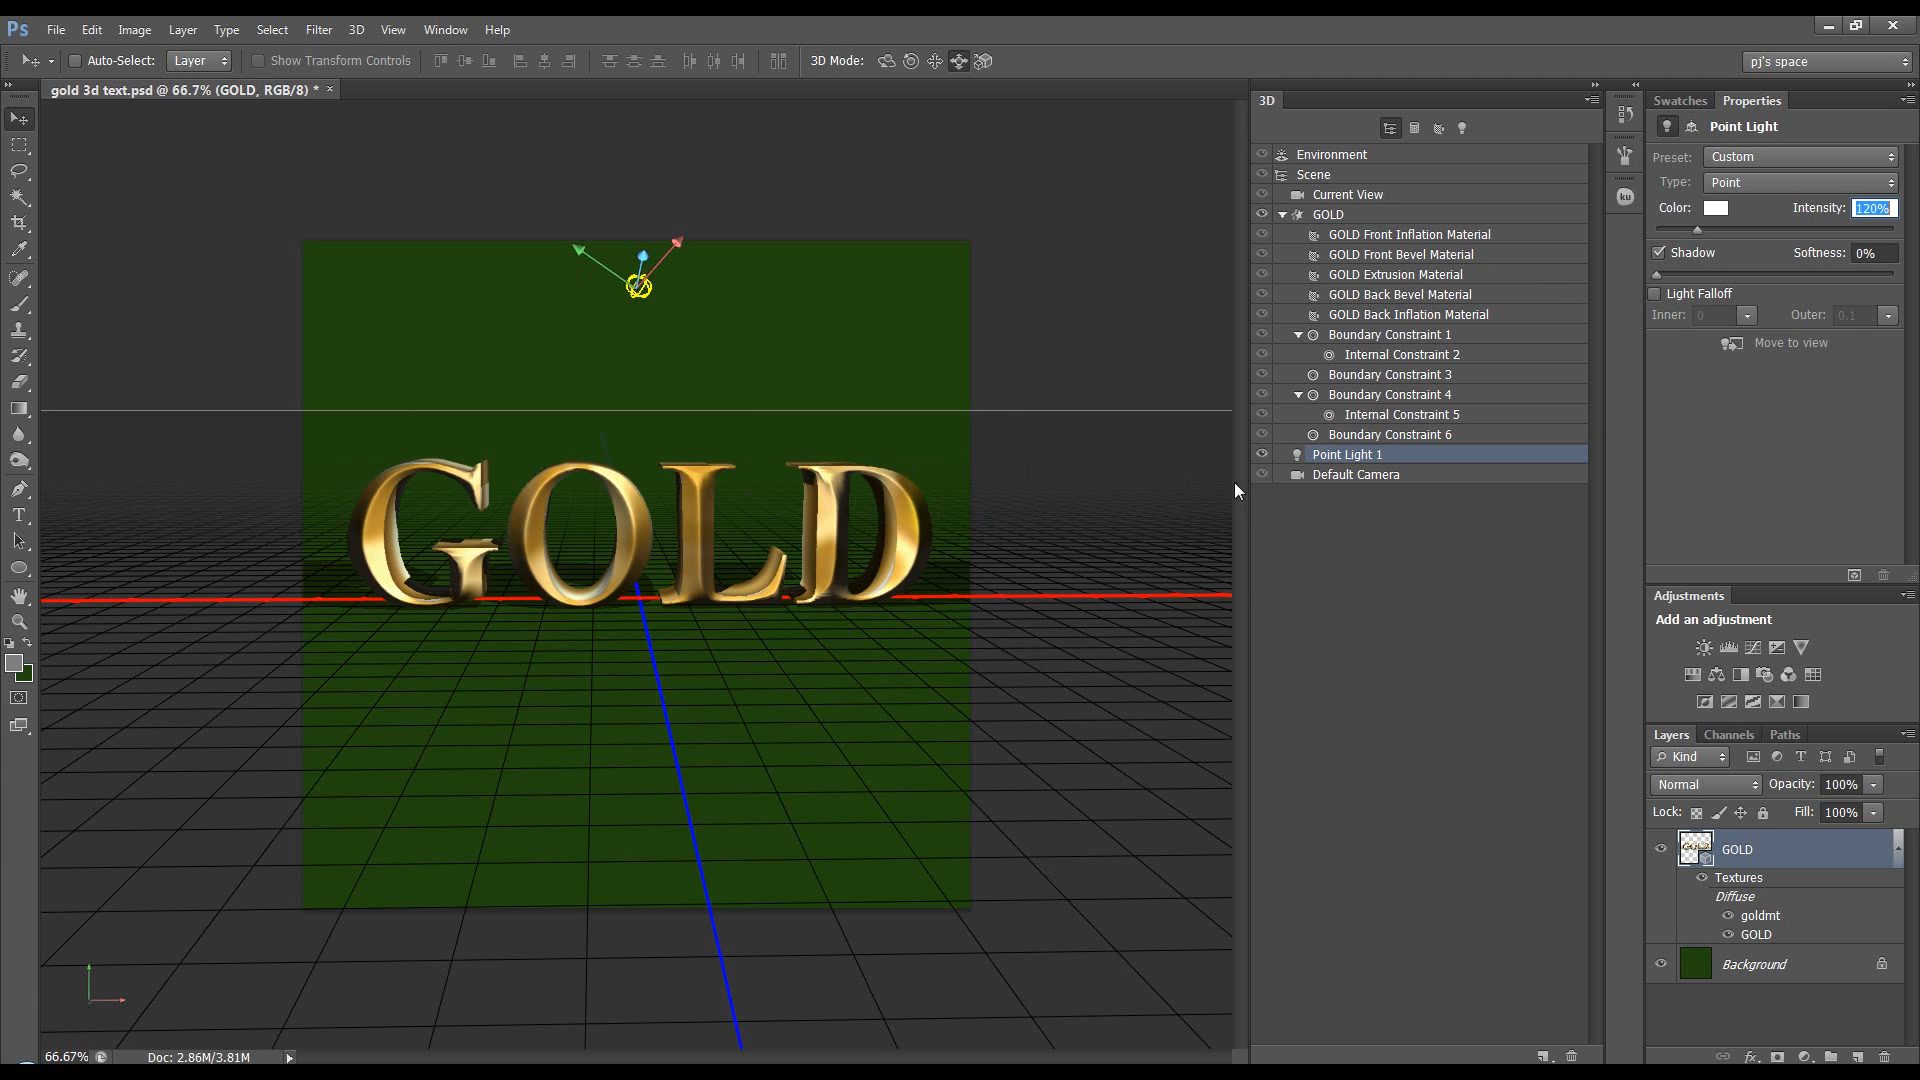 Ps File Edit Image Layer Type Select Filter 3D View Window Help
Auto-Select: Layer Show Transform Controls 3D Mode: pj's space
gold 3d text.psd @ 66.7% (GOLD, RGB/8) * ×
3D
Environment
Scene
Current View
GOLD
GOLD Front Inflation Material
GOLD Front Bevel Material
GOLD Extrusion Material
GOLD Back Bevel Material
GOLD Back Inflation Material
Boundary Constraint 1
Internal Constraint 2
Boundary Constraint 3
Boundary Constraint 4
Internal Constraint 5
Boundary Constraint 6
Point Light 1
Default Camera
ku
Swatches Properties
Point Light
Preset: Custom
Type: Point
Color: Intensity: 120%
Shadow Softness: 0%
Light Falloff
Inner: 0 Outer: 0.1
Move to view
Adjustments
Add an adjustment
Layers Channels Paths
Kind
Normal Opacity: 100%
Lock: Fill: 100%
GOLD
Textures
Diffuse
goldmt
GOLD
Background
GOLD
66.67% Doc: 2.86M/3.81M